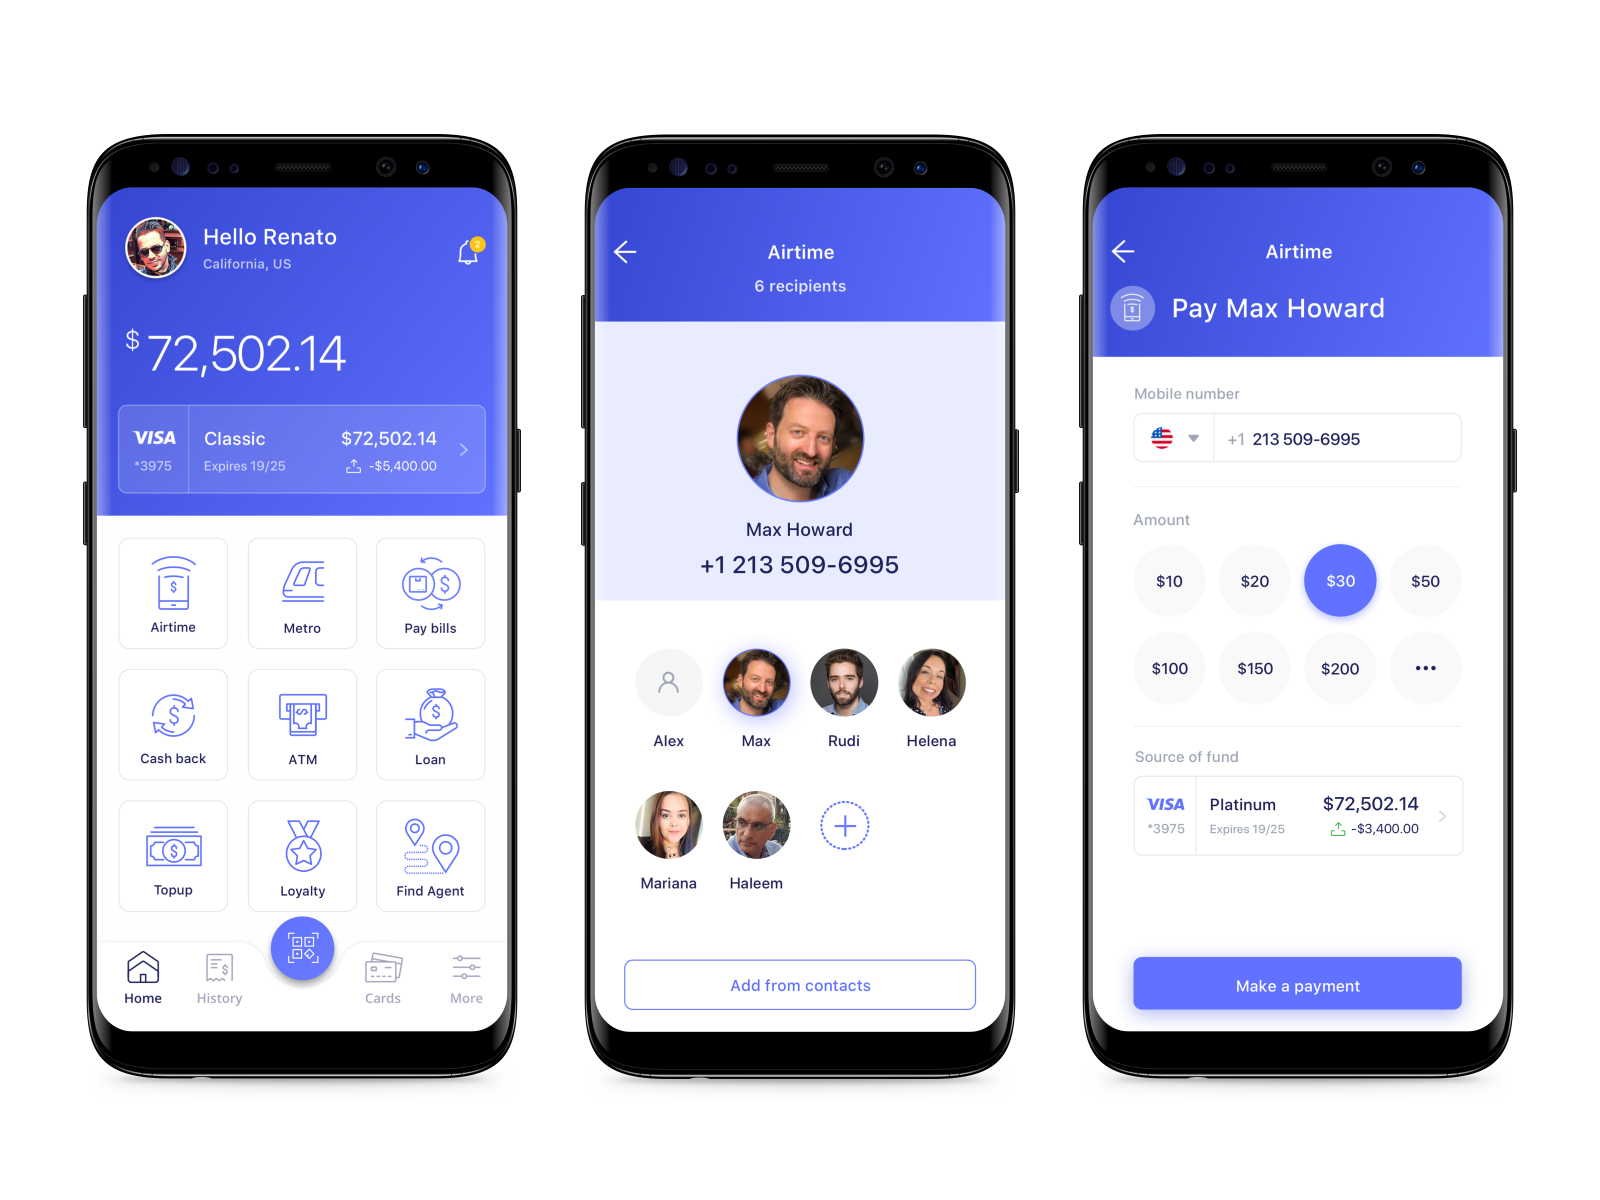 Hello Renato
California, US
2
$ 72,502.14
VISA Classic $72,502.14
*3975 Expires 19/25 -$5,400.00
$ $
Airtime Metro Pay bills
$ $ $
Cash back ATM Loan
$
Topup Loyalty Find Agent
$
Home History Cards More
Airtime
6 recipients
Max Howard
+1 213 509-6995
Alex Max Rudi Helena
Mariana Haleem
Add from contacts
Airtime
$ Pay Max Howard
Mobile number
+1 213 509-6995
Amount
$10 $20 $30 $50
$100 $150 $200 •••
Source of fund
VISA Platinum $72,502.14
*3975 Expires 19/25 -$3,400.00
Make a payment